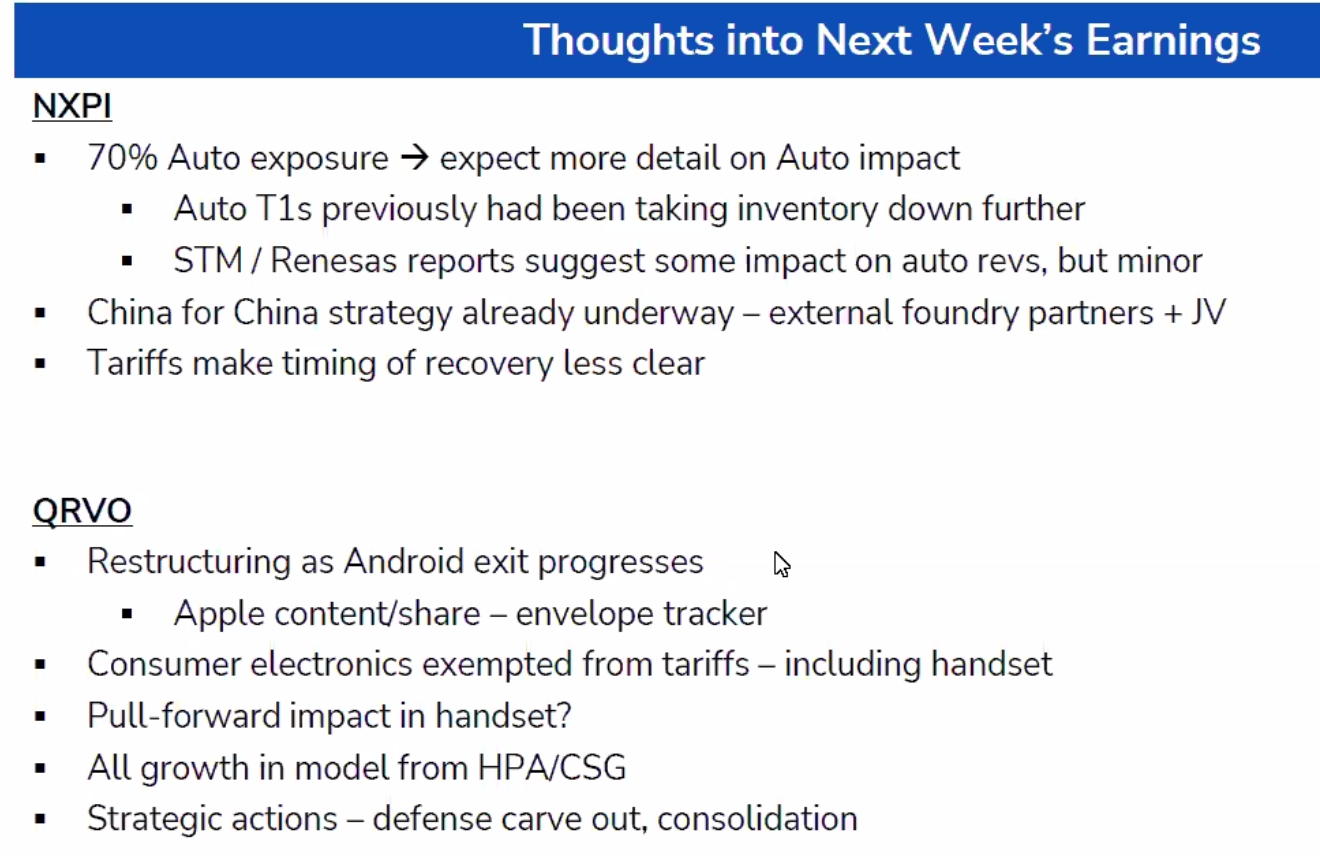 Thoughts into Next Week’s Earnings
NXPI
▪ 70% Auto exposure → expect more detail on Auto impact
▪ Auto T1s previously had been taking inventory down further
▪ STM / Renesas reports suggest some impact on auto revs, but minor
▪ China for China strategy already underway – external foundry partners + JV
▪ Tariffs make timing of recovery less clear
QRVO
▪ Restructuring as Android exit progresses
▪ Apple content/share – envelope tracker
▪ Consumer electronics exempted from tariffs – including handset
▪ Pull-forward impact in handset?
▪ All growth in model from HPA/CSG
▪ Strategic actions – defense carve out, consolidation